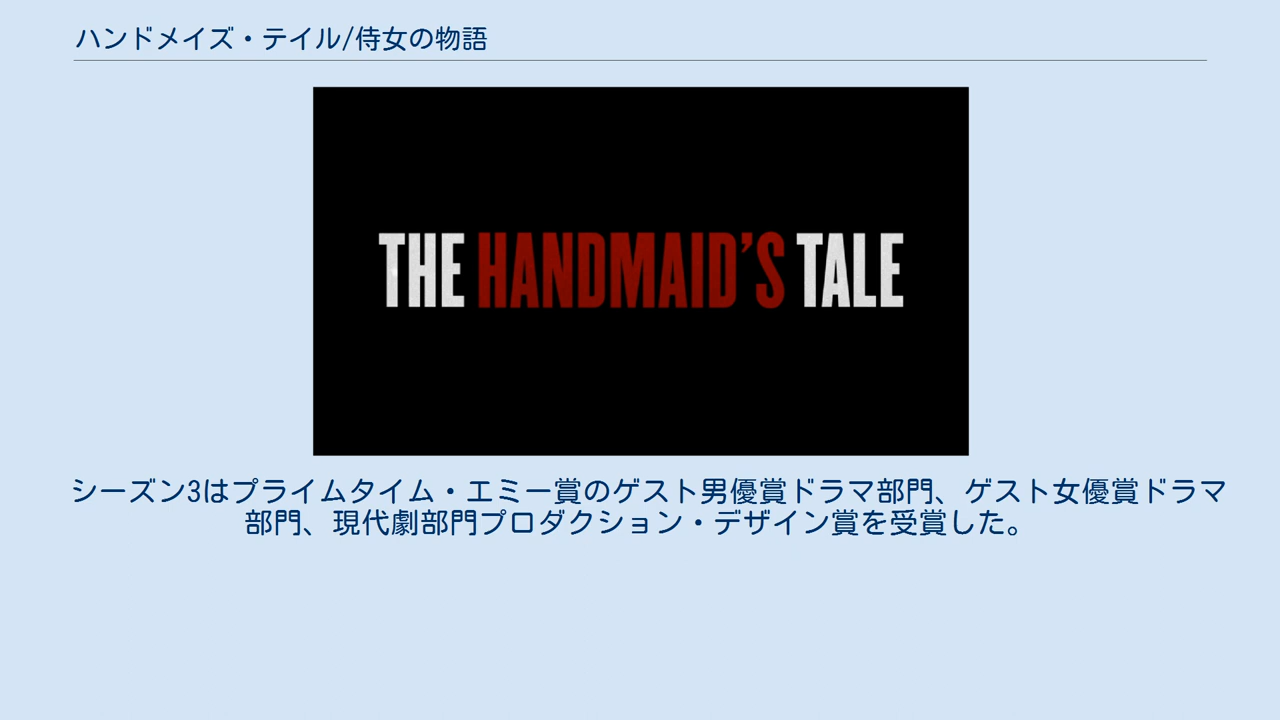 ハンドメイズ・テイル/侍女の物語
THE HANDMAID'S TALE
シーズン3はプライムタイム・エミー賞のゲスト男優賞ドラマ部門、ゲスト女優賞ドラマ
部門、現代劇部門プロダクション・デザイン賞を受賞した。